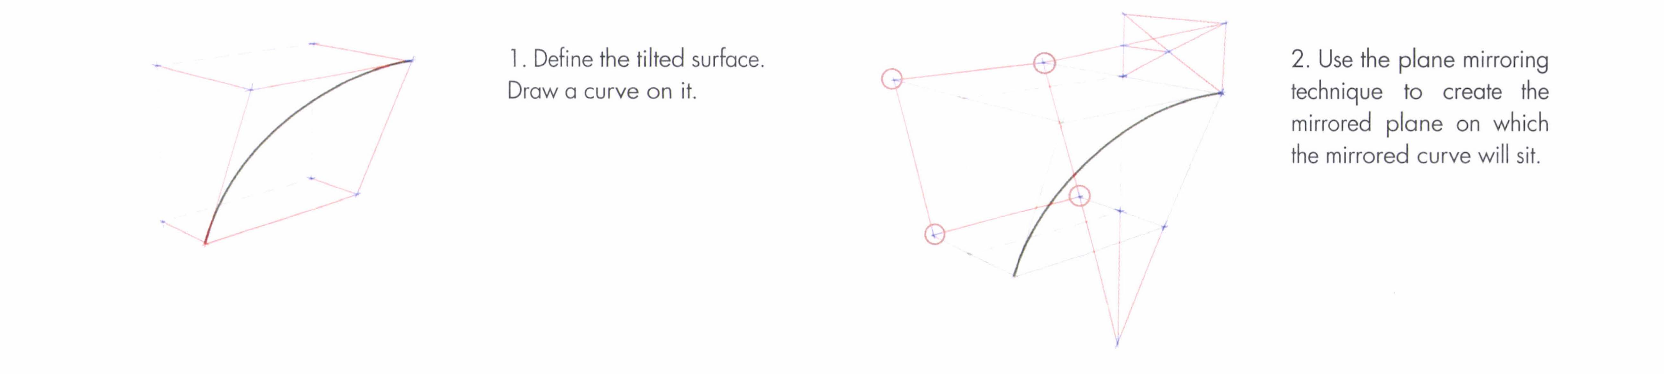 1. Define the tilted surface.
Draw a curve on it.
2. Use the plane mirroring
technique to create the
mirrored plane on which
the mirrored curve will sit.